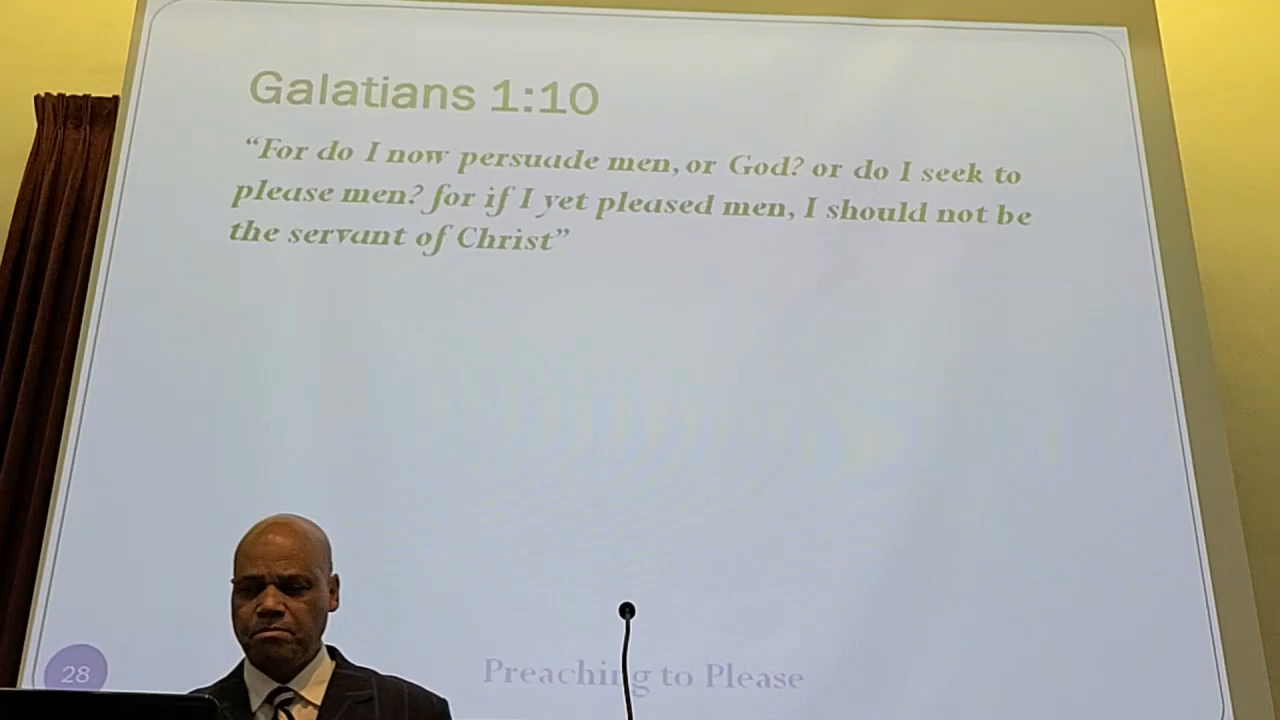 Galatians 1:10
“For do I now persuade men, or God? or do I seek to
please men? for if I yet pleased men, I should not be
the servant of Christ”
28
Preaching to Please